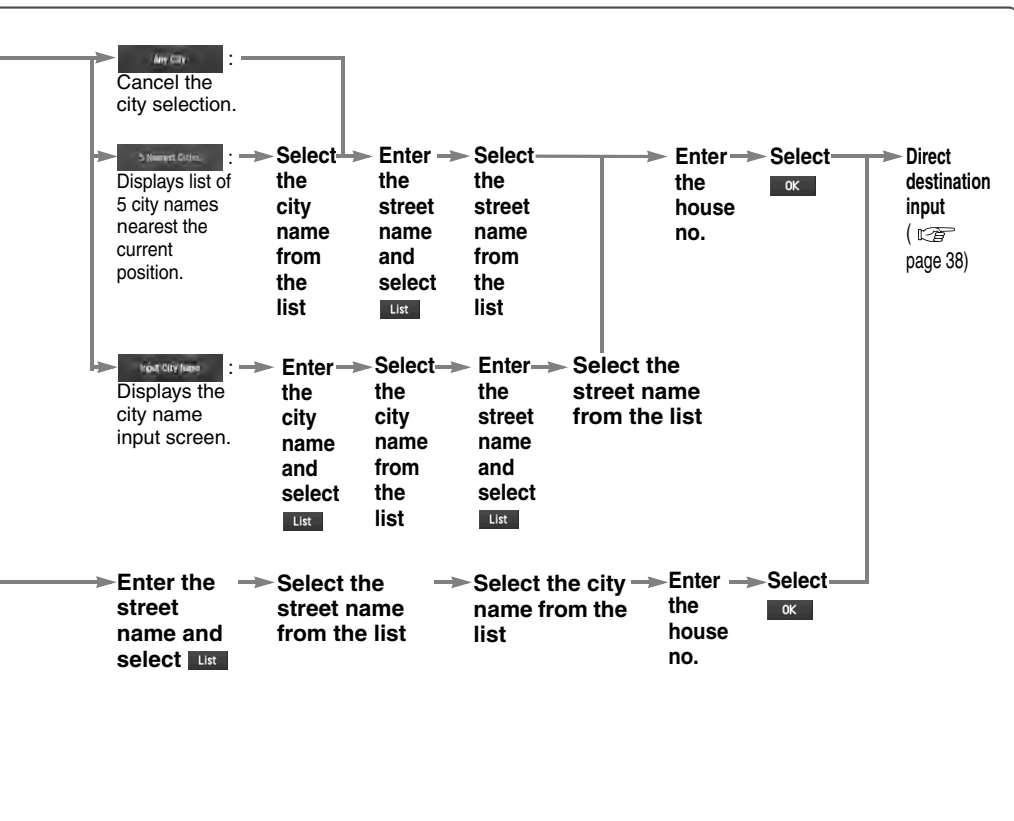 Any City :
Cancel the
city selection.
5 Nearest Cities :
Displays list of
5 city names
nearest the
current
position.
Select
the
city
name
from
the
list
Enter
the
street
name
and
select
List
Select
the
street
name
from
the
list
Enter
the
house
no.
Select
OK
Direct
destination
input
(
page 38)
Input City Name :
Displays the
city name
input screen.
Enter
the
city
name
and
select
List
Select
the
city
name
from
the
list
Enter
the
street
name
and
select
List
Select the
street name
from the list
Enter the
street
name and
select List
Select the
street name
from the list
Select the city
name from the
list
Enter
the
house
no.
Select
OK